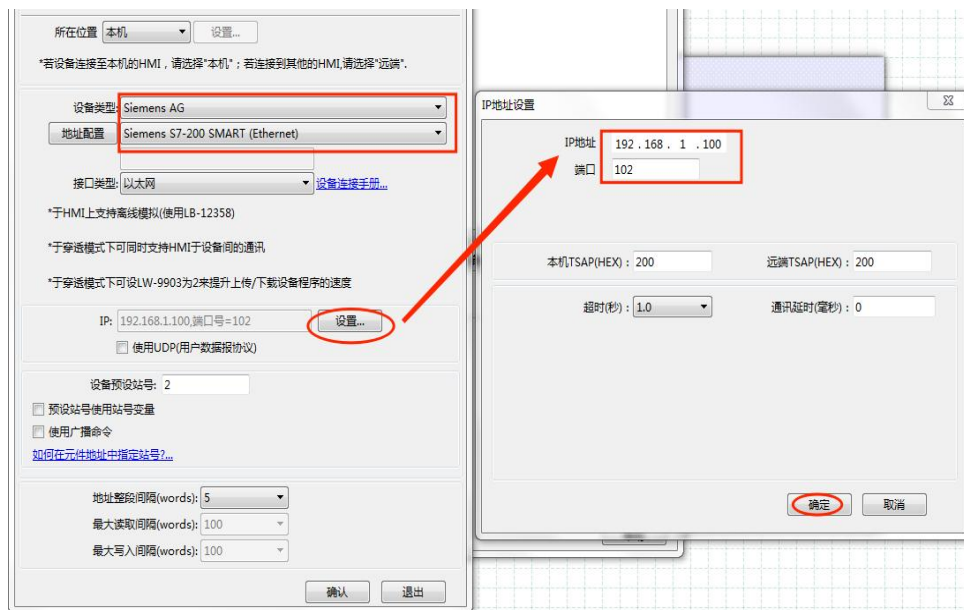 所在位置 本机 设置...
*若设备连接至本机的HMI，请选择"本机"；若连接到其他的HMI,请选择"远端".
设备类型: Siemens AG
地址配置 Siemens S7-200 SMART (Ethernet)
接口类型: 以太网 设备连接手册...
*于HMI上支持离线模拟(使用LB-12358)
*于穿透模式下可同时支持HMI于设备间的通讯
*于穿透模式下可设LW-9903为2来提升上传/下载设备程序的速度
IP: 192.168.1.100,端口号=102 设置...
使用UDP(用户数据报协议)
设备预设站号: 2
预设站号使用站号变量
使用广播命令
如何在元件地址中指定站号?...
地址整段间隔(words): 5
最大读取间隔(words): 100
最大写入间隔(words): 100
确认 退出
IP地址设置
IP地址 192 . 168 . 1 . 100
端口 102
本机TSAP(HEX) : 200 远端TSAP(HEX) : 200
超时(秒) : 1.0 通讯延时(毫秒) : 0
确定 取消